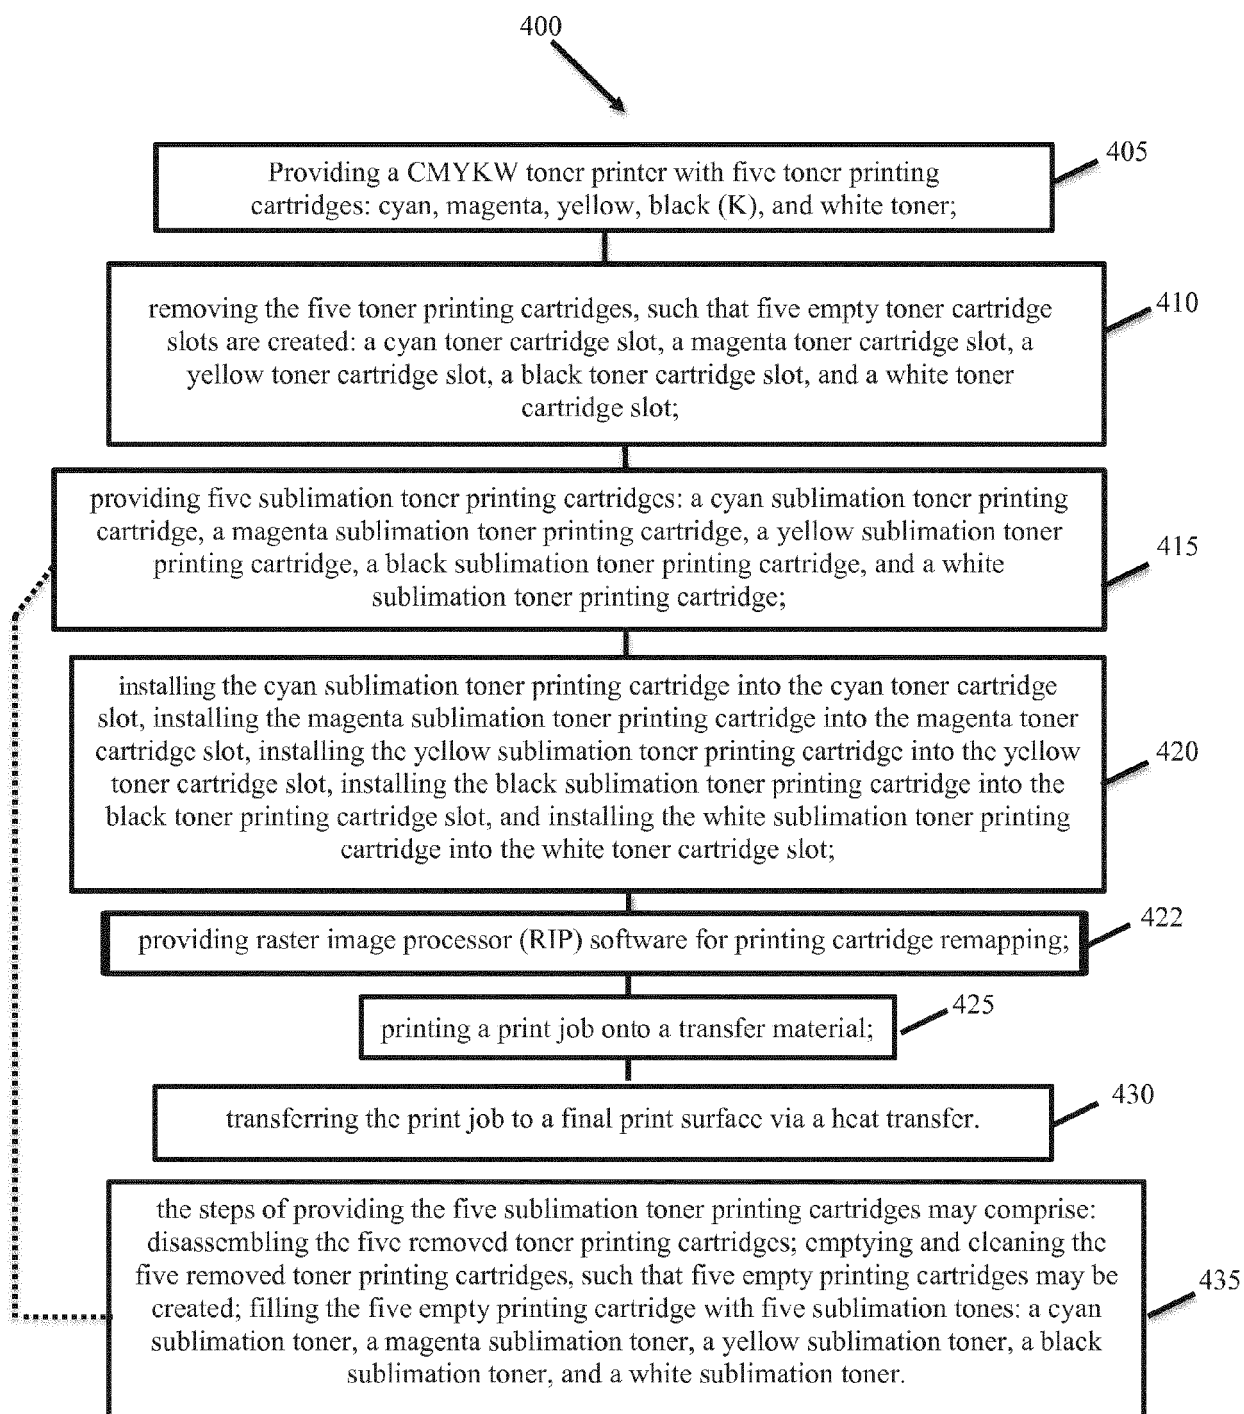 400
Providing a CMYKW toner printer with five toner printing
cartridges: cyan, magenta, yellow, black (K), and white toner;
405
removing the five toner printing cartridges, such that five empty toner cartridge
slots are created: a cyan toner cartridge slot, a magenta toner cartridge slot, a
yellow toner cartridge slot, a black toner cartridge slot, and a white toner
cartridge slot;
410
providing five sublimation toner printing cartridges: a cyan sublimation toner printing
cartridge, a magenta sublimation toner printing cartridge, a yellow sublimation toner
printing cartridge, a black sublimation toner printing cartridge, and a white
sublimation toner printing cartridge;
415
installing the cyan sublimation toner printing cartridge into the cyan toner cartridge
slot, installing the magenta sublimation toner printing cartridge into the magenta toner
cartridge slot, installing the yellow sublimation toner printing cartridge into the yellow
toner cartridge slot, installing the black sublimation toner printing cartridge into the
black toner printing cartridge slot, and installing the white sublimation toner printing
cartridge into the white toner cartridge slot;
420
providing raster image processor (RIP) software for printing cartridge remapping;
422
printing a print job onto a transfer material;
425
transferring the print job to a final print surface via a heat transfer.
430
the steps of providing the five sublimation toner printing cartridges may comprise:
disassembling the five removed toner printing cartridges; emptying and cleaning the
five removed toner printing cartridges, such that five empty printing cartridges may be
created; filling the five empty printing cartridge with five sublimation tones: a cyan
sublimation toner, a magenta sublimation toner, a yellow sublimation toner, a black
sublimation toner, and a white sublimation toner.
435